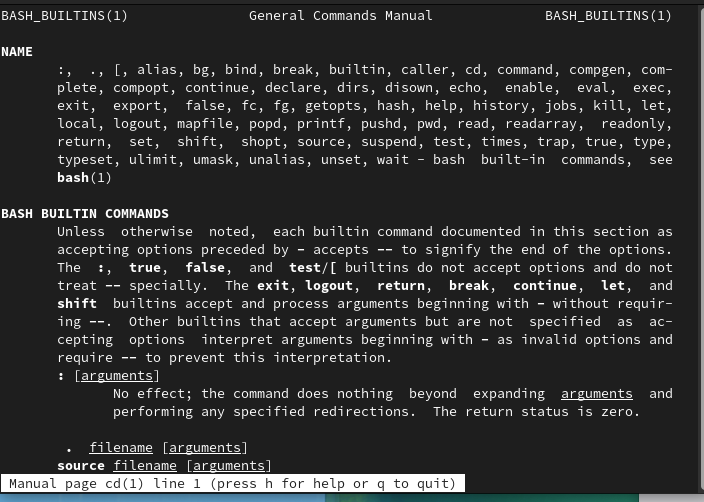 BASH_BUILTINS(1) General Commands Manual BASH_BUILTINS(1)
NAME
:, ., [, alias, bg, bind, break, builtin, caller, cd, command, compgen, com-
plete, compopt, continue, declare, dirs, disown, echo, enable, eval, exec,
exit, export, false, fc, fg, getopts, hash, help, history, jobs, kill, let,
local, logout, mapfile, popd, printf, pushd, pwd, read, readarray, readonly,
return, set, shift, shopt, source, suspend, test, times, trap, true, type,
typeset, ulimit, umask, unalias, unset, wait - bash built-in commands, see
bash(1)
BASH BUILTIN COMMANDS
Unless otherwise noted, each builtin command documented in this section as
accepting options preceded by - accepts -- to signify the end of the options.
The :, true, false, and test/[ builtins do not accept options and do not
treat -- specially. The exit, logout, return, break, continue, let, and
shift builtins accept and process arguments beginning with - without requir-
ing --. Other builtins that accept arguments but are not specified as ac-
cepting options interpret arguments beginning with - as invalid options and
require -- to prevent this interpretation.
: [arguments]
No effect; the command does nothing beyond expanding arguments and
performing any specified redirections. The return status is zero.
. filename [arguments]
source filename [arguments]
Manual page cd(1) line 1 (press h for help or q to quit)